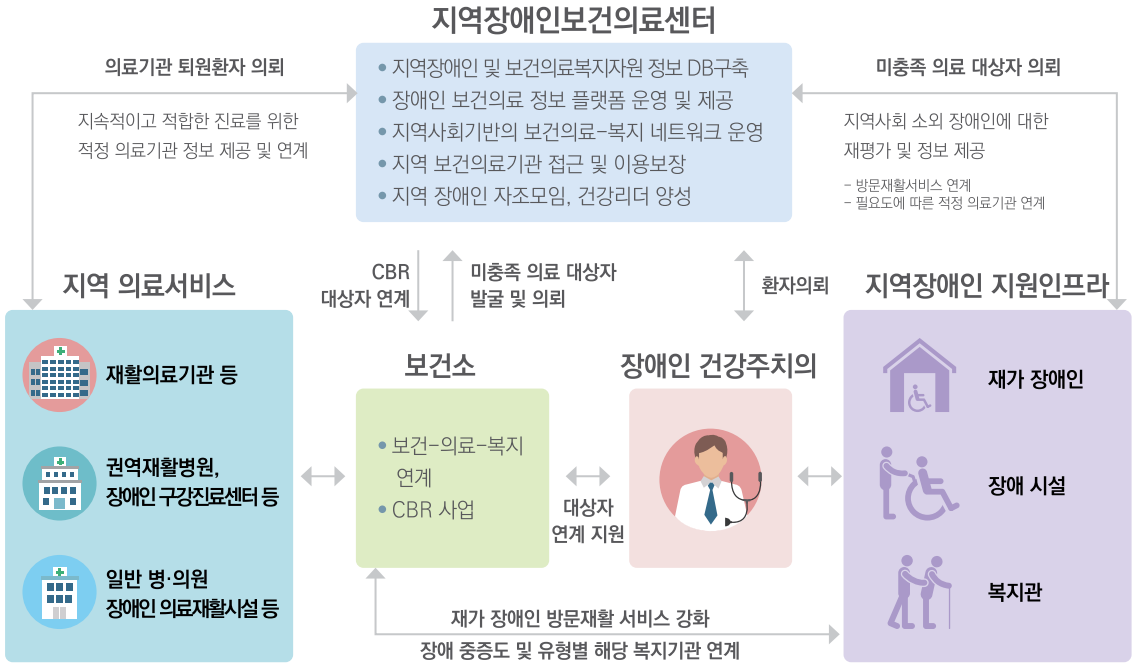 지역장애인보건의료센터
• 지역장애인 및 보건의료복지자원 정보 DB구축
• 장애인 보건의료 정보 플랫폼 운영 및 제공
• 지역사회기반의 보건의료-복지 네트워크 운영
• 지역 보건의료기관 접근 및 이용보장
• 지역 장애인 자조모임, 건강리더 양성
의료기관 퇴원환자 의뢰
지속적이고 적합한 진료를 위한
적정 의료기관 정보 제공 및 연계
미충족 의료 대상자 의뢰
지역사회 소외 장애인에 대한
재평가 및 정보 제공
- 방문재활서비스 연계
- 필요도에 따른 적정 의료기관 연계
CBR
대상자 연계
미충족 의료 대상자
발굴 및 의뢰
환자의뢰
지역 의료서비스
재활의료기관 등
권역재활병원,
장애인 구강진료센터 등
일반 병·의원
장애인 의료재활시설 등
보건소
• 보건-의료-복지
연계
• CBR 사업
대상자
연계 지원
장애인 건강주치의
지역장애인 지원인프라
재가 장애인
장애 시설
복지관
재가 장애인 방문재활 서비스 강화
장애 중증도 및 유형별 해당 복지기관 연계